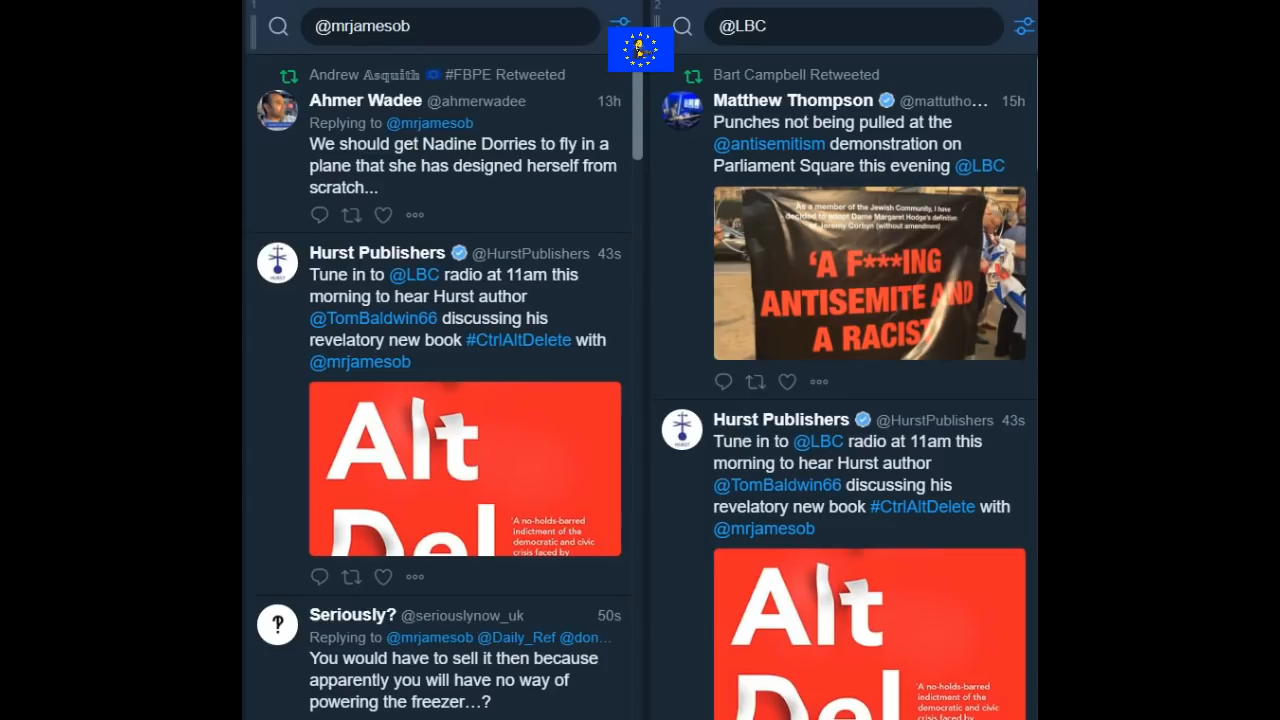 1
@mrjamesob
Andrew Asquith #FBPE Retweeted
Ahmer Wadee @ahmerwadee 13h
Replying to @mrjamesob
We should get Nadine Dorries to fly in a
plane that she has designed herself from
scratch...
Hurst Publishers @HurstPublishers 43s
Tune in to @LBC radio at 11am this
morning to hear Hurst author
@TomBaldwin66 discussing his
revelatory new book #CtrlAltDelete with
@mrjamesob
Alt
Del
'A no-holds-barred
indictment of the
democratic and civic
crisis faced by
Seriously? @seriouslynow_uk 50s
Replying to @mrjamesob @Daily_Ref @don...
You would have to sell it then because
apparently you will have no way of
powering the freezer...?
2
@LBC
Bart Campbell Retweeted
Matthew Thompson @mattutho... 15h
Punches not being pulled at the
@antisemitism demonstration on
Parliament Square this evening @LBC
As a member of the Jewish Community, I have
decided to adopt Dame Margaret Hodge's definition
of Jeremy Corbyn (without amendment)
'A F***ING
ANTISEMITE AND
A RACIST
Hurst Publishers @HurstPublishers 43s
Tune in to @LBC radio at 11am this
morning to hear Hurst author
@TomBaldwin66 discussing his
revelatory new book #CtrlAltDelete with
@mrjamesob
Alt
Del
'A no-holds-barred
indictment of the
democratic and civic